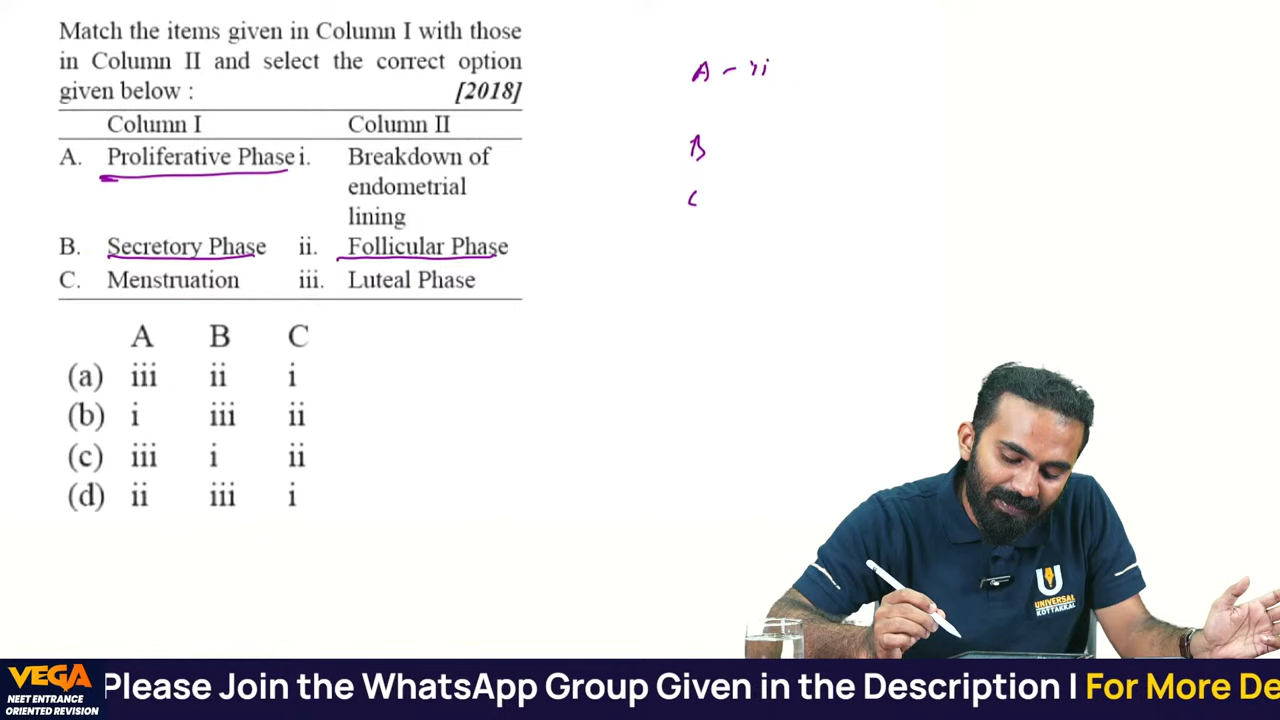 Match the items given in Column I with those
in Column II and select the correct option
given below : [2018]
Column I Column II
A. Proliferative Phase i. Breakdown of
endometrial
lining
B. Secretory Phase ii. Follicular Phase
C. Menstruation iii. Luteal Phase
A B C
(a) iii ii i
(b) i iii ii
(c) iii i ii
(d) ii iii i
A - ii
B
C
U
UNIVERSAL
KOTTAKKAL
VEGA
NEET ENTRANCE
ORIENTED REVISION
Please Join the WhatsApp Group Given in the Description I For More De